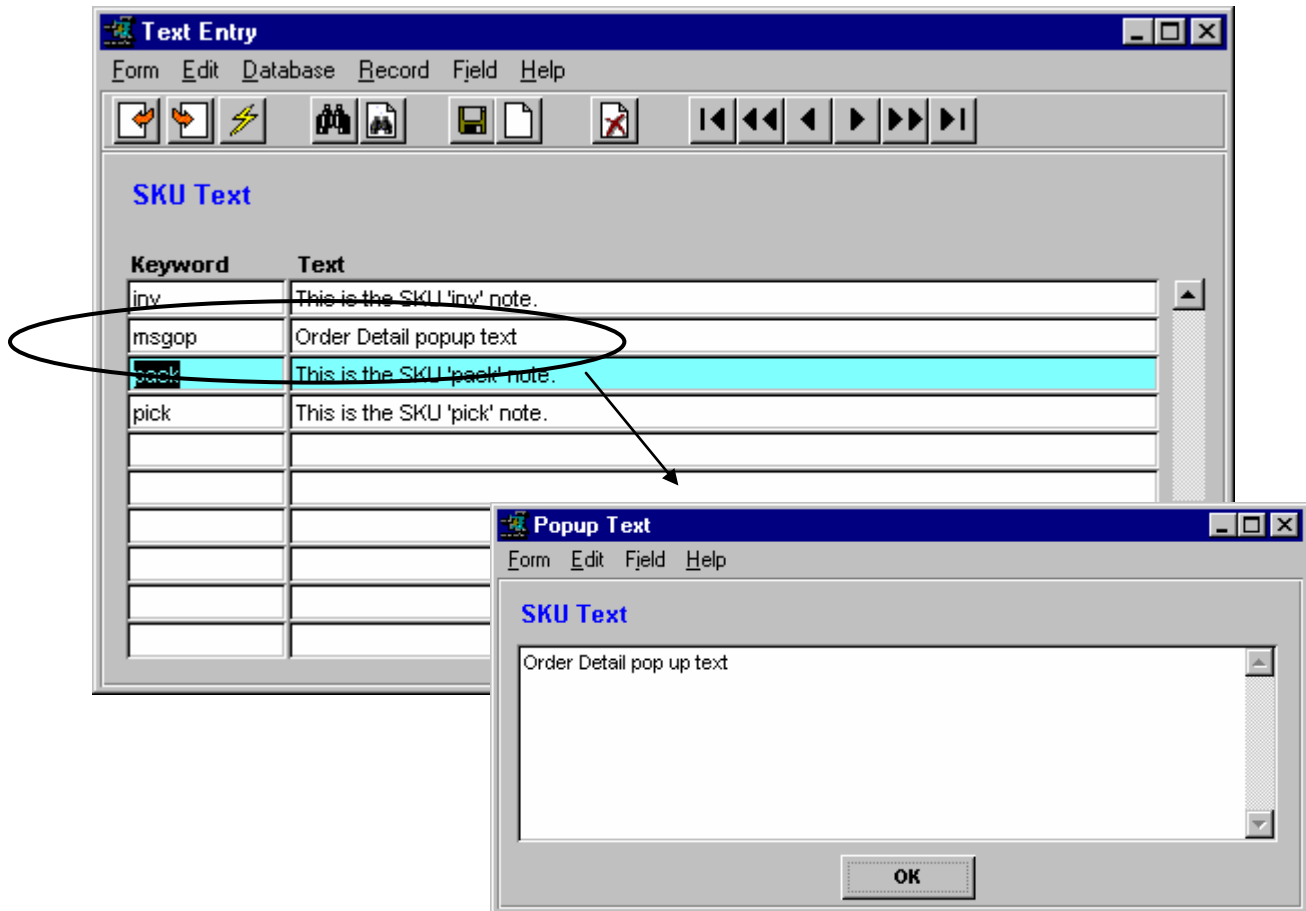 Text Entry
Form Edit Database Record Field Help
SKU Text
Keyword Text
inv This is the SKU 'inv' note.
msgop Order Detail popup text
pack This is the SKU 'pack' note.
pick This is the SKU 'pick' note.
Popup Text
Form Edit Field Help
SKU Text
Order Detail pop up text
OK